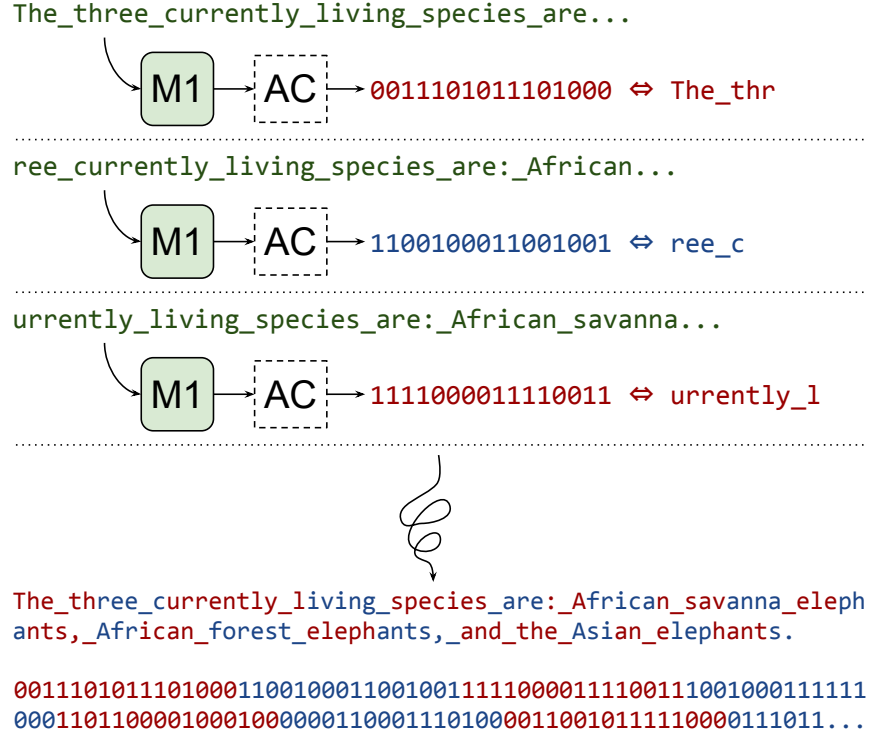 The_three_currently_living_species_are...
M1 AC 0011101011101000 ⇔ The_thr
ree_currently_living_species_are:_African...
M1 AC 1100100011001001 ⇔ ree_c
urrently_living_species_are:_African_savanna...
M1 AC 1111000011110011 ⇔ urrently_l
The_three_currently_living_species_are:_African_savanna_eleph
ants,_African_forest_elephants,_and_the_Asian_elephants.
00111010111010001100100011001001111110000111100111001000111111
0001101100001000100000011000111010000110010111110000111011...